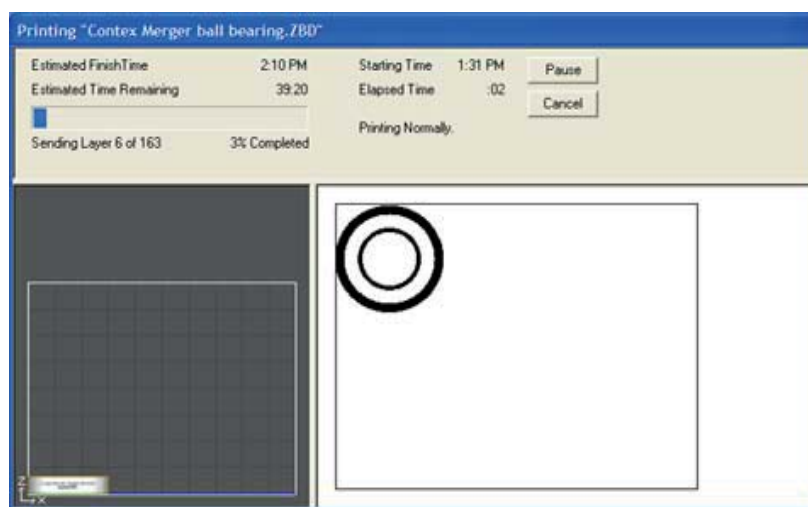 Printing "Contex Merger ball bearing.ZBD"
Estimated FinishTime 2:10 PM Starting Time 1:31 PM Pause
Estimated Time Remaining 39:20 Elapsed Time :02 Cancel
Printing Normally.
Sending Layer 6 of 163 3% Completed
Z
X